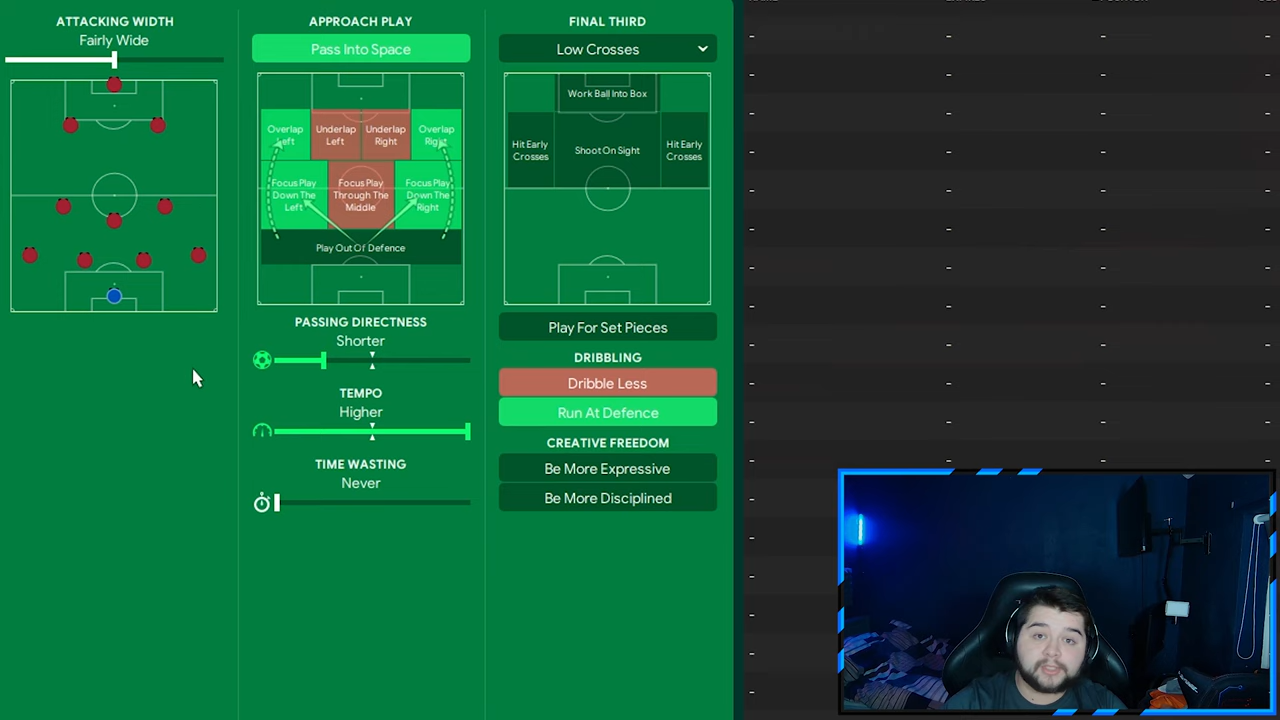 ATTACKING WIDTH
Fairly Wide
APPROACH PLAY
Pass Into Space
Overlap
Left
Underlap
Left
Underlap
Right
Overlap
Right
Focus Play
Down The
Left
Focus Play
Through The
Middle
Focus Play
Down The
Right
Play Out Of Defence
PASSING DIRECTNESS
Shorter
TEMPO
Higher
TIME WASTING
Never
FINAL THIRD
Low Crosses
Work Ball Into Box
Hit Early
Crosses
Shoot On Sight
Hit Early
Crosses
Play For Set Pieces
DRIBBLING
Dribble Less
Run At Defence
CREATIVE FREEDOM
Be More Expressive
Be More Disciplined